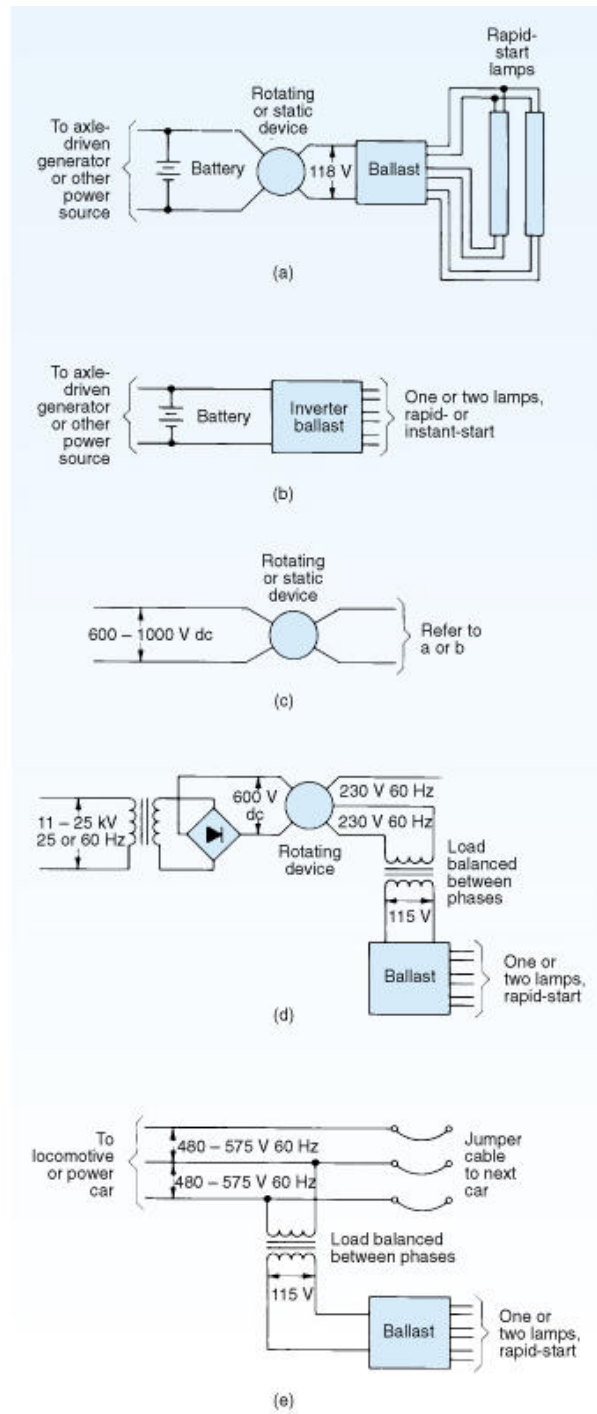 Rapid-
start
lamps
Rotating
or static
device
To axle-
driven
generator
or other
power
source
Battery
118 V
Ballast
(a)
To axle-
driven
generator
or other
power
source
Battery
Inverter
ballast
One or two lamps,
rapid- or
instant-start
(b)
Rotating
or static
device
600 – 1000 V dc
Refer to
a or b
(c)
11 – 25 kV
25 or 60 Hz
600 V
dc
230 V 60 Hz
230 V 60 Hz
Rotating
device
Load
balanced
between
phases
115 V
Ballast
One or
two lamps,
rapid-start
(d)
To
locomotive
or power
car
480 – 575 V 60 Hz
480 – 575 V 60 Hz
Jumper
cable
to next
car
Load balanced
between phases
115 V
Ballast
One or
two lamps,
rapid-start
(e)